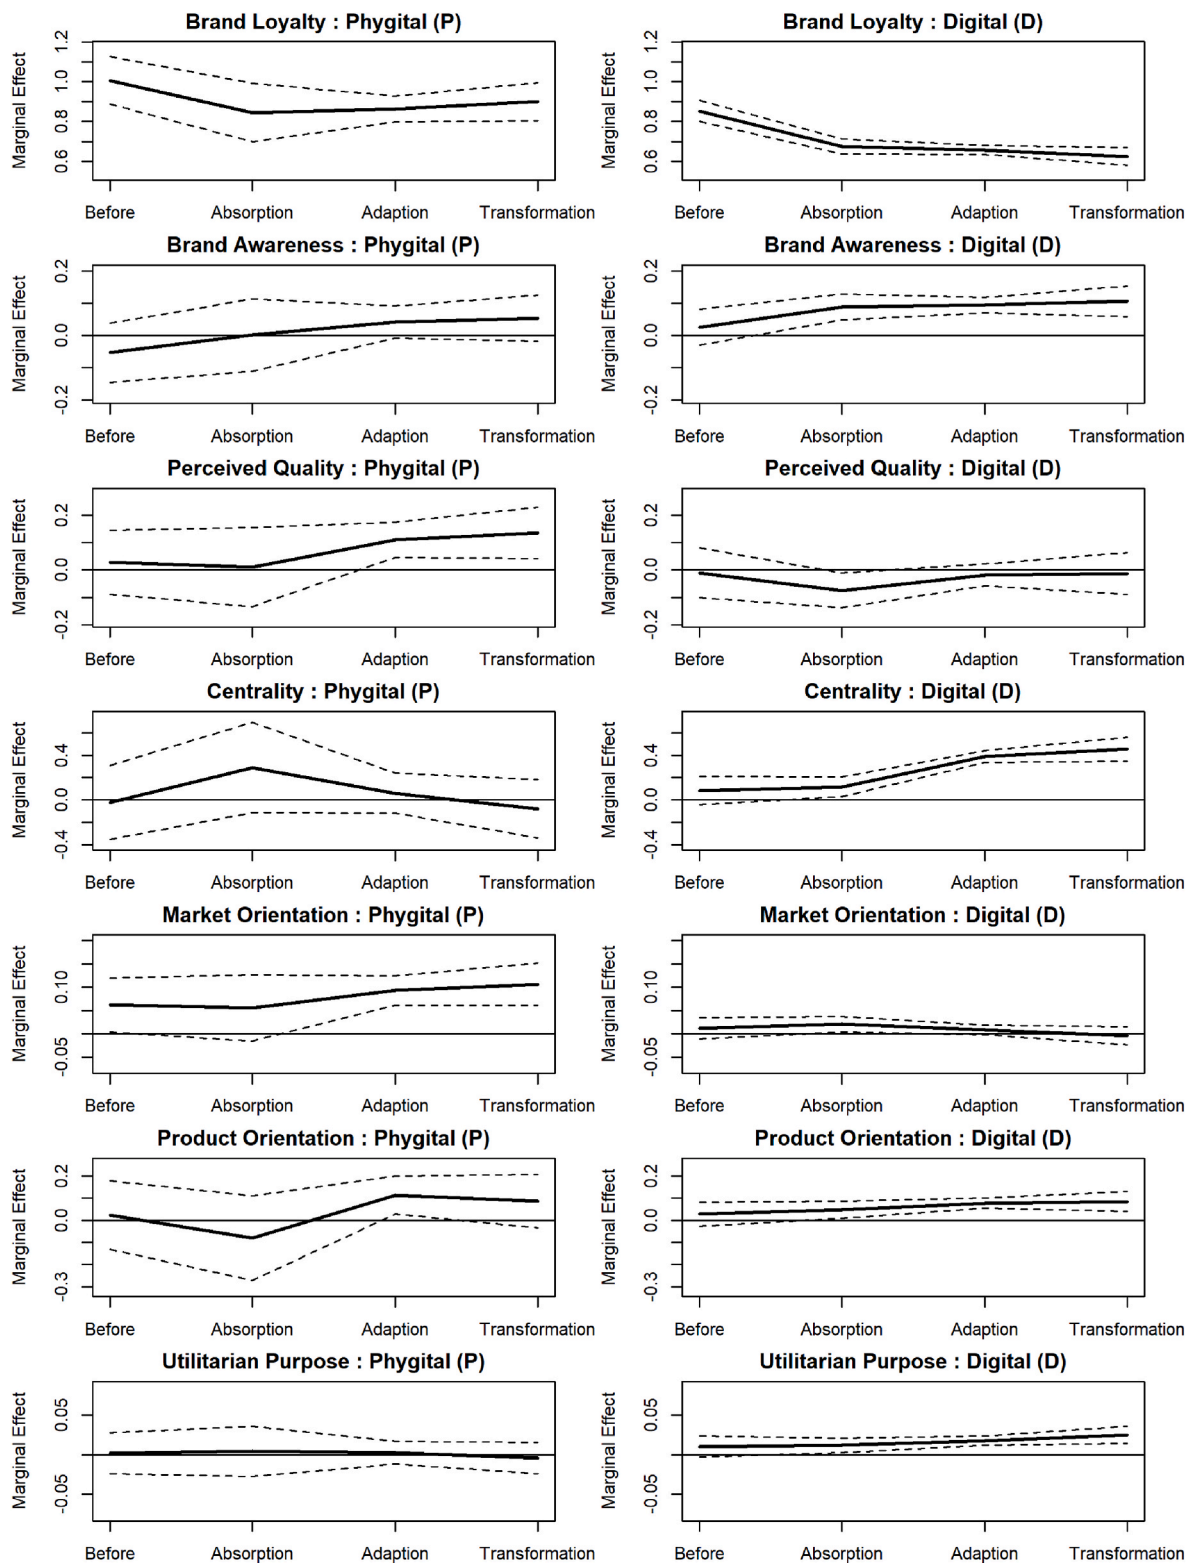 Brand Loyalty : Phygital (P)
Marginal Effect
0.6 0.8 1.0 1.2
Before Absorption Adaption Transformation
Brand Loyalty : Digital (D)
Marginal Effect
0.6 0.8 1.0 1.2
Before Absorption Adaption Transformation
Brand Awareness : Phygital (P)
Marginal Effect
-0.2 0.0 0.2
Before Absorption Adaption Transformation
Brand Awareness : Digital (D)
Marginal Effect
-0.2 0.0 0.2
Before Absorption Adaption Transformation
Perceived Quality : Phygital (P)
Marginal Effect
-0.2 0.0 0.2
Before Absorption Adaption Transformation
Perceived Quality : Digital (D)
Marginal Effect
-0.2 0.0 0.2
Before Absorption Adaption Transformation
Centrality : Phygital (P)
Marginal Effect
-0.4 0.0 0.4
Before Absorption Adaption Transformation
Centrality : Digital (D)
Marginal Effect
-0.4 0.0 0.4
Before Absorption Adaption Transformation
Market Orientation : Phygital (P)
Marginal Effect
-0.05 0.10
Before Absorption Adaption Transformation
Market Orientation : Digital (D)
Marginal Effect
-0.05 0.10
Before Absorption Adaption Transformation
Product Orientation : Phygital (P)
Marginal Effect
-0.3 0.0 0.2
Before Absorption Adaption Transformation
Product Orientation : Digital (D)
Marginal Effect
-0.3 0.0 0.2
Before Absorption Adaption Transformation
Utilitarian Purpose : Phygital (P)
Marginal Effect
-0.05 0.05
Before Absorption Adaption Transformation
Utilitarian Purpose : Digital (D)
Marginal Effect
-0.05 0.05
Before Absorption Adaption Transformation